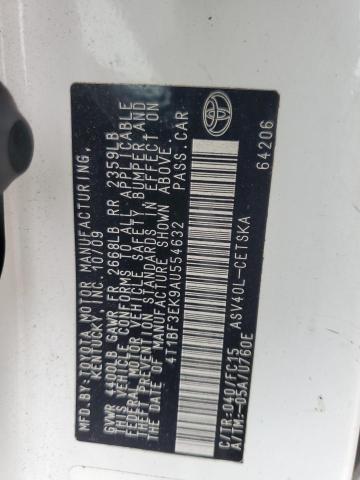 MFD.BY:TOYOTA MOTOR MANUFACTURING,
KENTUCKY, INC. 10/09
GVWR 4400LB GAWR FR 2668LB RR 2359LB
THIS VEHICLE CONFORMS TO ALL APPLICABLE
FEDERAL MOTOR VEHICLE SAFETY BUMPER,AND
THEFT PREVENTION STANDARDS IN EFFECT ON
DATE OF MANUFACTURE SHOWN ABOVE.
4T1BF3EK9AU554632 PASS.CAR
ASV40L-CETSKA
C/TR:040/FC15
A/TM:-05A/U760E
64206